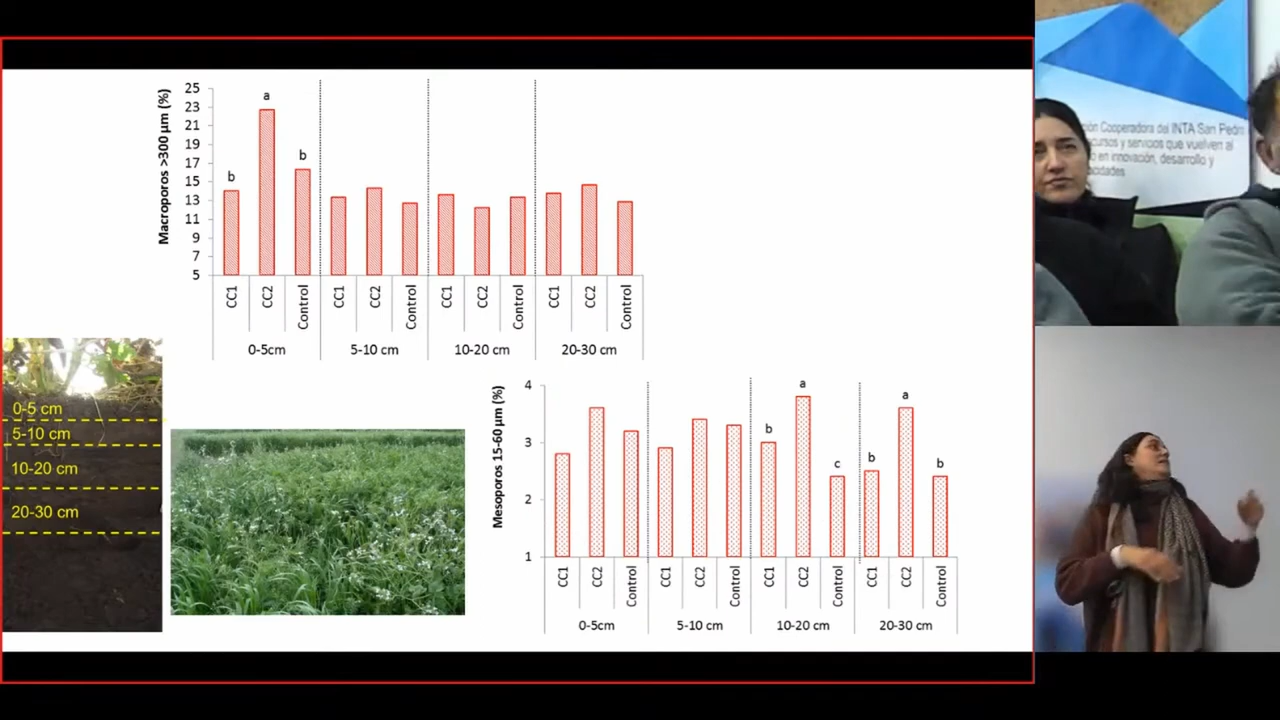 Macroporos >300 µm (%)
25
23
21
19
17
15
13
11
9
7
5
b
a
b
CC1
CC2
Control
CC1
CC2
Control
CC1
CC2
Control
CC1
CC2
Control
0-5cm
5-10 cm
10-20 cm
20-30 cm
0-5 cm
5-10 cm
10-20 cm
20-30 cm
Mesoporos 15-60 µm (%)
4
3
2
1
b
a
c
b
a
b
CC1
CC2
Control
CC1
CC2
Control
CC1
CC2
Control
CC1
CC2
Control
0-5cm
5-10 cm
10-20 cm
20-30 cm
Cooperadora del INTA San Pedro
y servicios que vuelven al
en innovación, desarrollo y